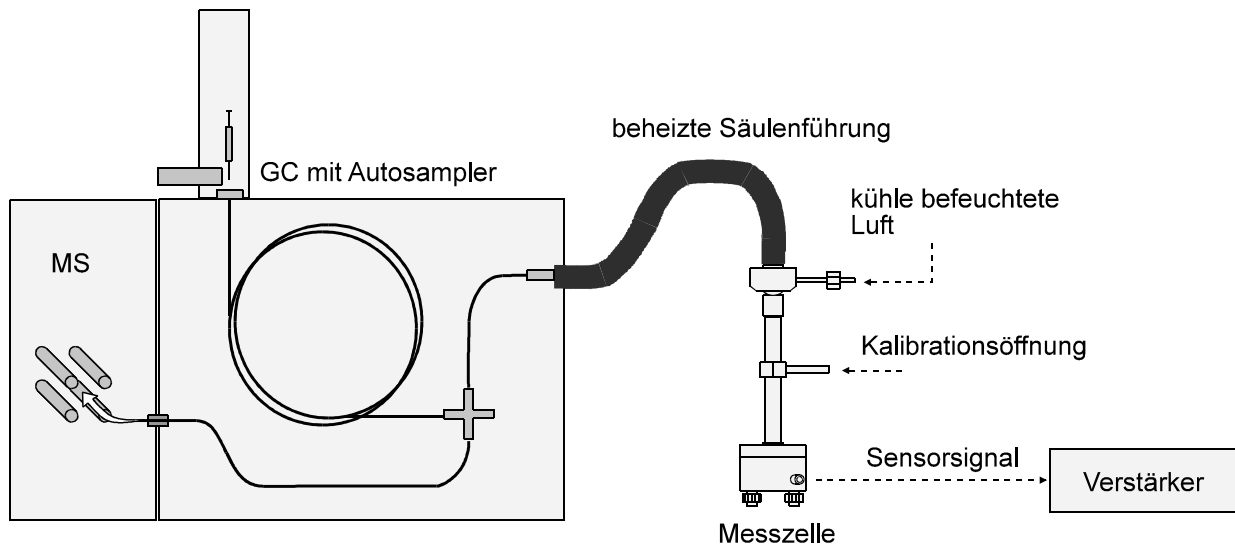 beheizte Säulenführung
GC mit Autosampler
kühle befeuchtete
Luft
MS
Kalibrationsöffnung
Sensorsignal
Verstärker
Messzelle